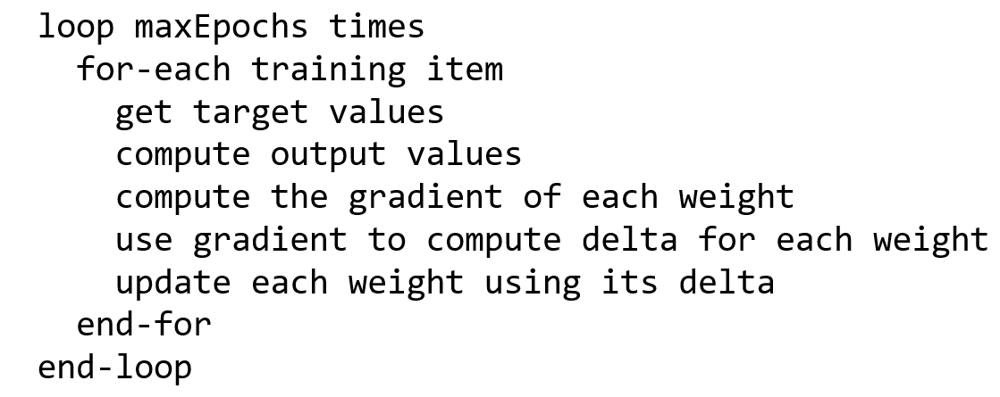 loop maxEpochs times
for-each training item
get target values
compute output values
compute the gradient of each weight
use gradient to compute delta for each weight
update each weight using its delta
end-for
end-loop